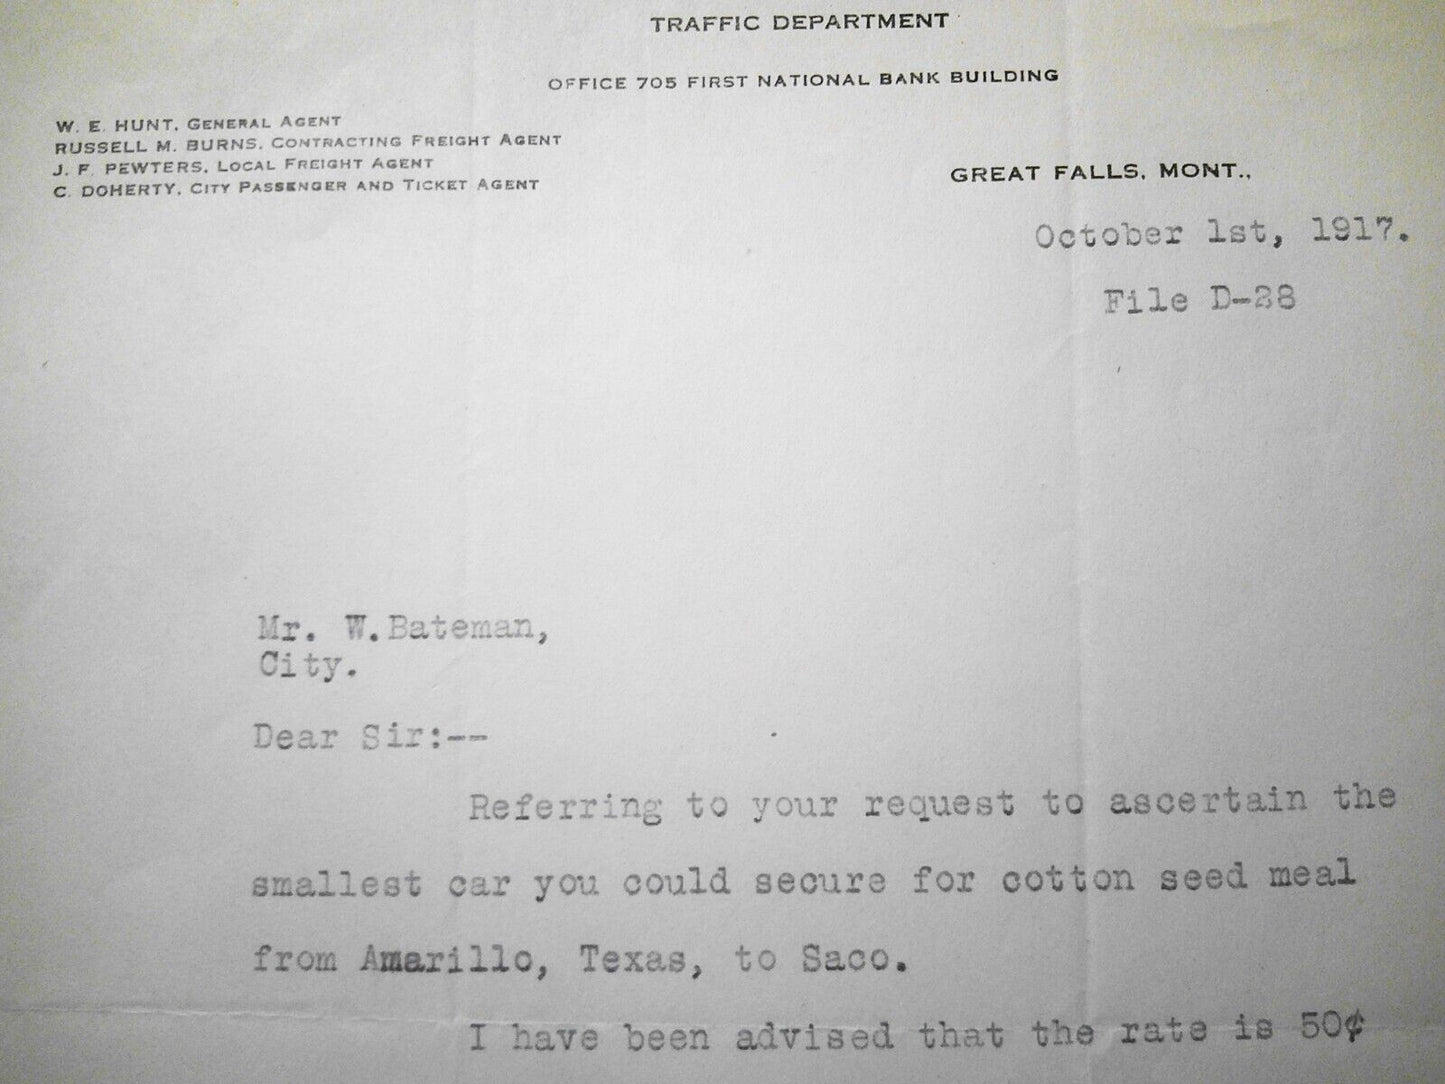 TRAFFIC DEPARTMENT
OFFICE 705 FIRST NATIONAL BANK BUILDING
W. E. HUNT, GENERAL AGENT
RUSSELL M. BURNS, CONTRACTING FREIGHT AGENT
J. F. PEWTERS, LOCAL FREIGHT AGENT
C. DOHERTY, CITY PASSENGER AND TICKET AGENT
GREAT FALLS, MONT.,
October 1st, 1917.
File D-28
Mr. W.Bateman,
City.
Dear Sir:--
Referring to your request to ascertain the
smallest car you could secure for cotton seed meal
from Amarillo, Texas, to Saco.
I have been advised that the rate is 50¢